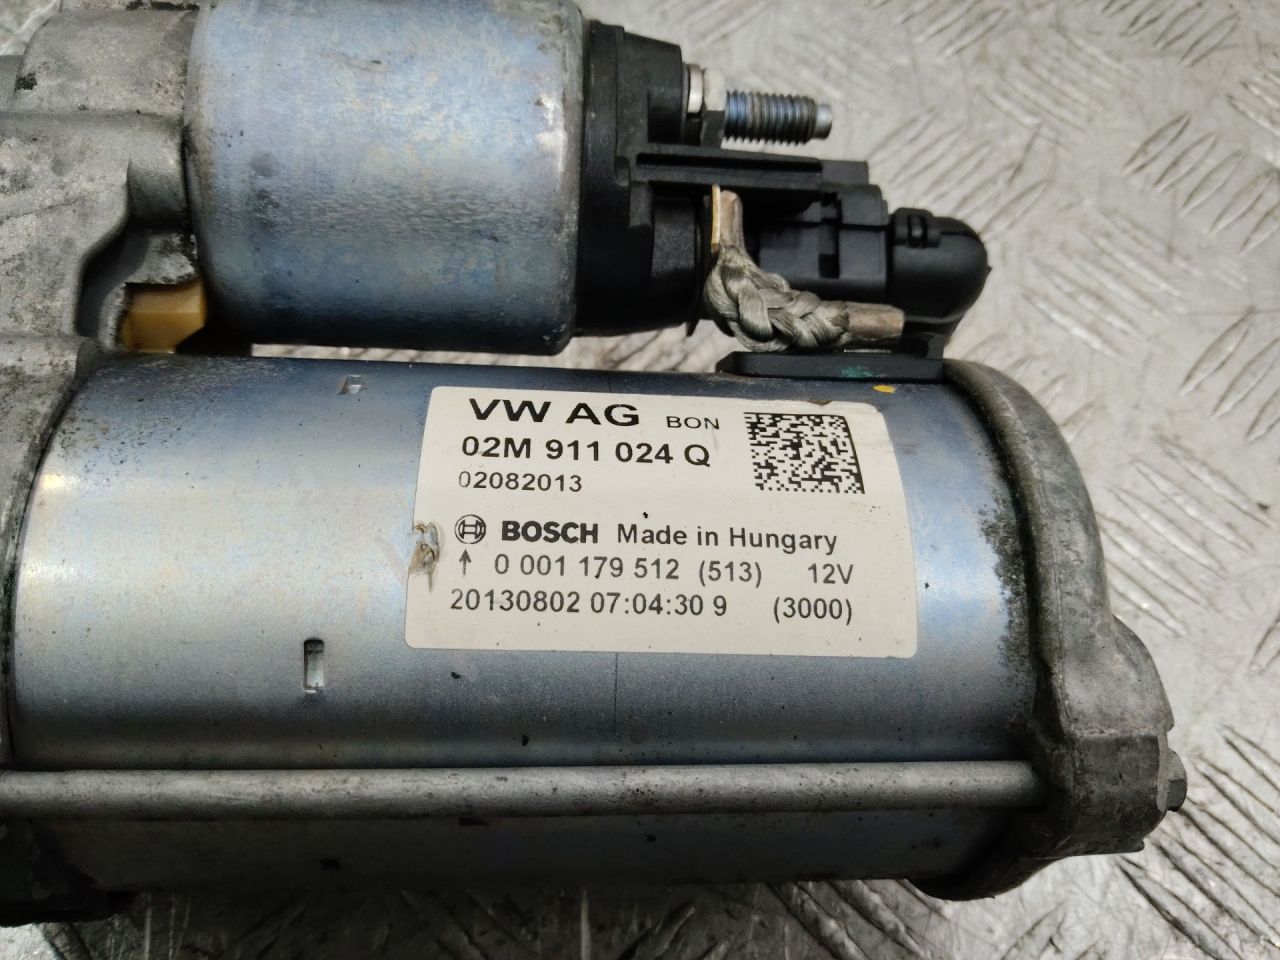 VW AG BON
02M 911 024 Q
02082013
BOSCH Made in Hungary
0 001 179 512 (513) 12V
20130802 07:04:30 9 (3000)